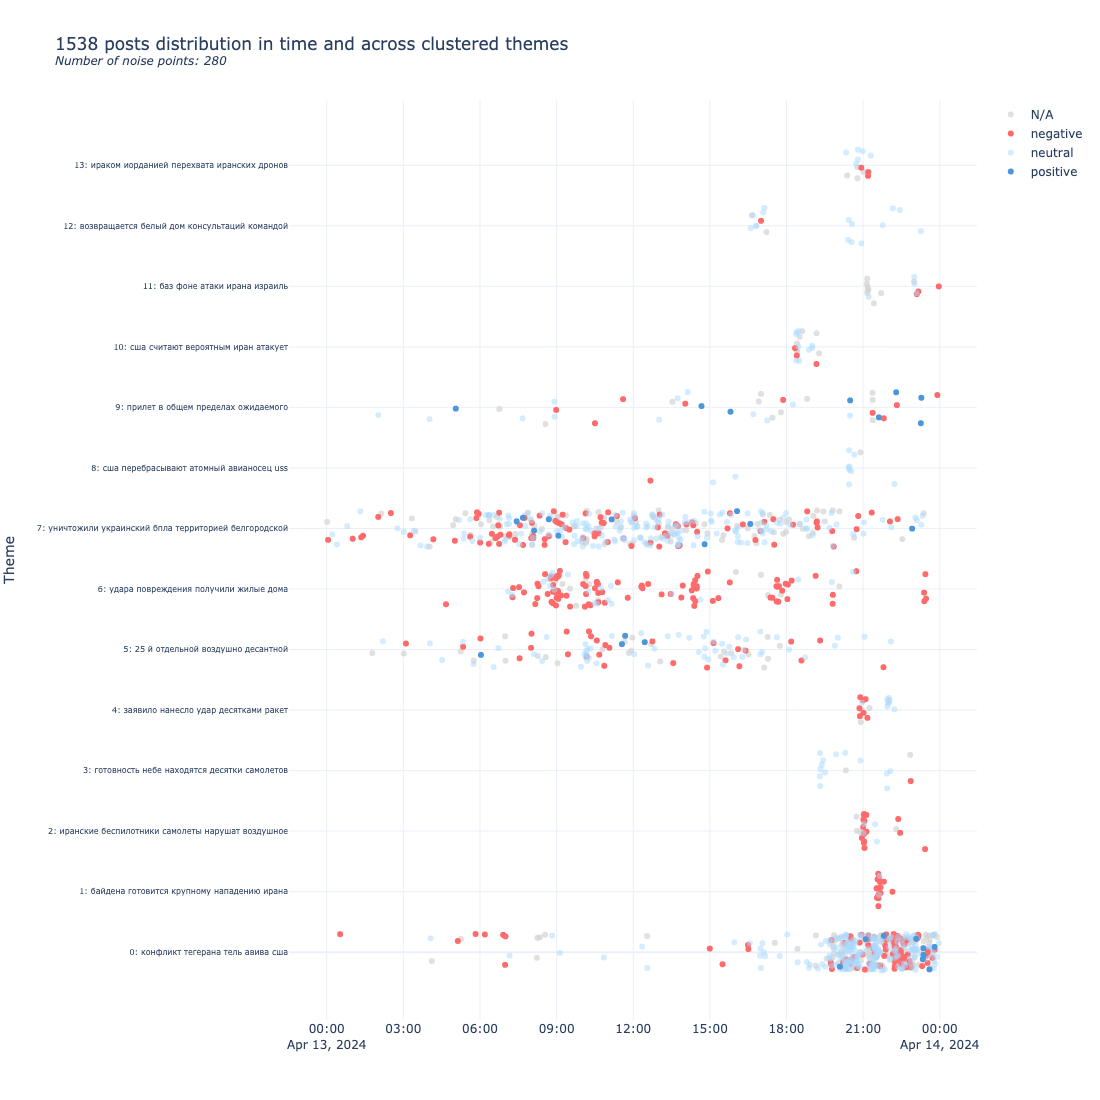 1538 posts distribution in time and across clustered themes
Number of noise points: 280
N/A
negative
neutral
positive
Theme
13: ираком иорданией перехвата иранских дронов
12: возвращается белый дом консультаций командой
11: баз фоне атаки ирана израиль
10: сша считают вероятным иран атакует
9: прилет в общем пределах ожидаемого
8: сша перебрасывают атомный авианосец uss
7: уничтожили украинский бпла территорией белгородской
6: удара повреждения получили жилые дома
5: 25 й отдельной воздушно десантной
4: заявило нанесло удар десятками ракет
3: готовность небе находятся десятки самолетов
2: иранские беспилотники самолеты нарушат воздушное
1: байдена готовится крупному нападению ирана
0: конфликт тегерана тель авива сша
00:00 03:00 06:00 09:00 12:00 15:00 18:00 21:00 00:00
Apr 13, 2024 Apr 14, 2024